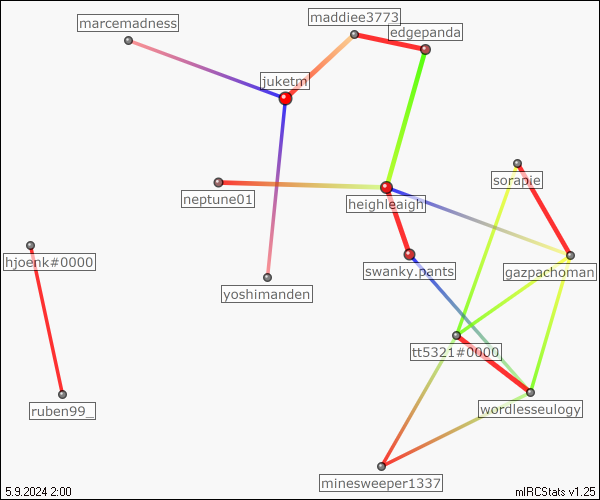 maddiee3773
marcemadness
edgepanda
juketm
sorapie
neptune01
heighleaigh
hjoenk#0000
swanky.pants
gazpachoman
yoshimanden
tt5321#0000
ruben99_
wordlesseulogy
minesweeper1337
5.9.2024 2:00
mIRCStats v1.25